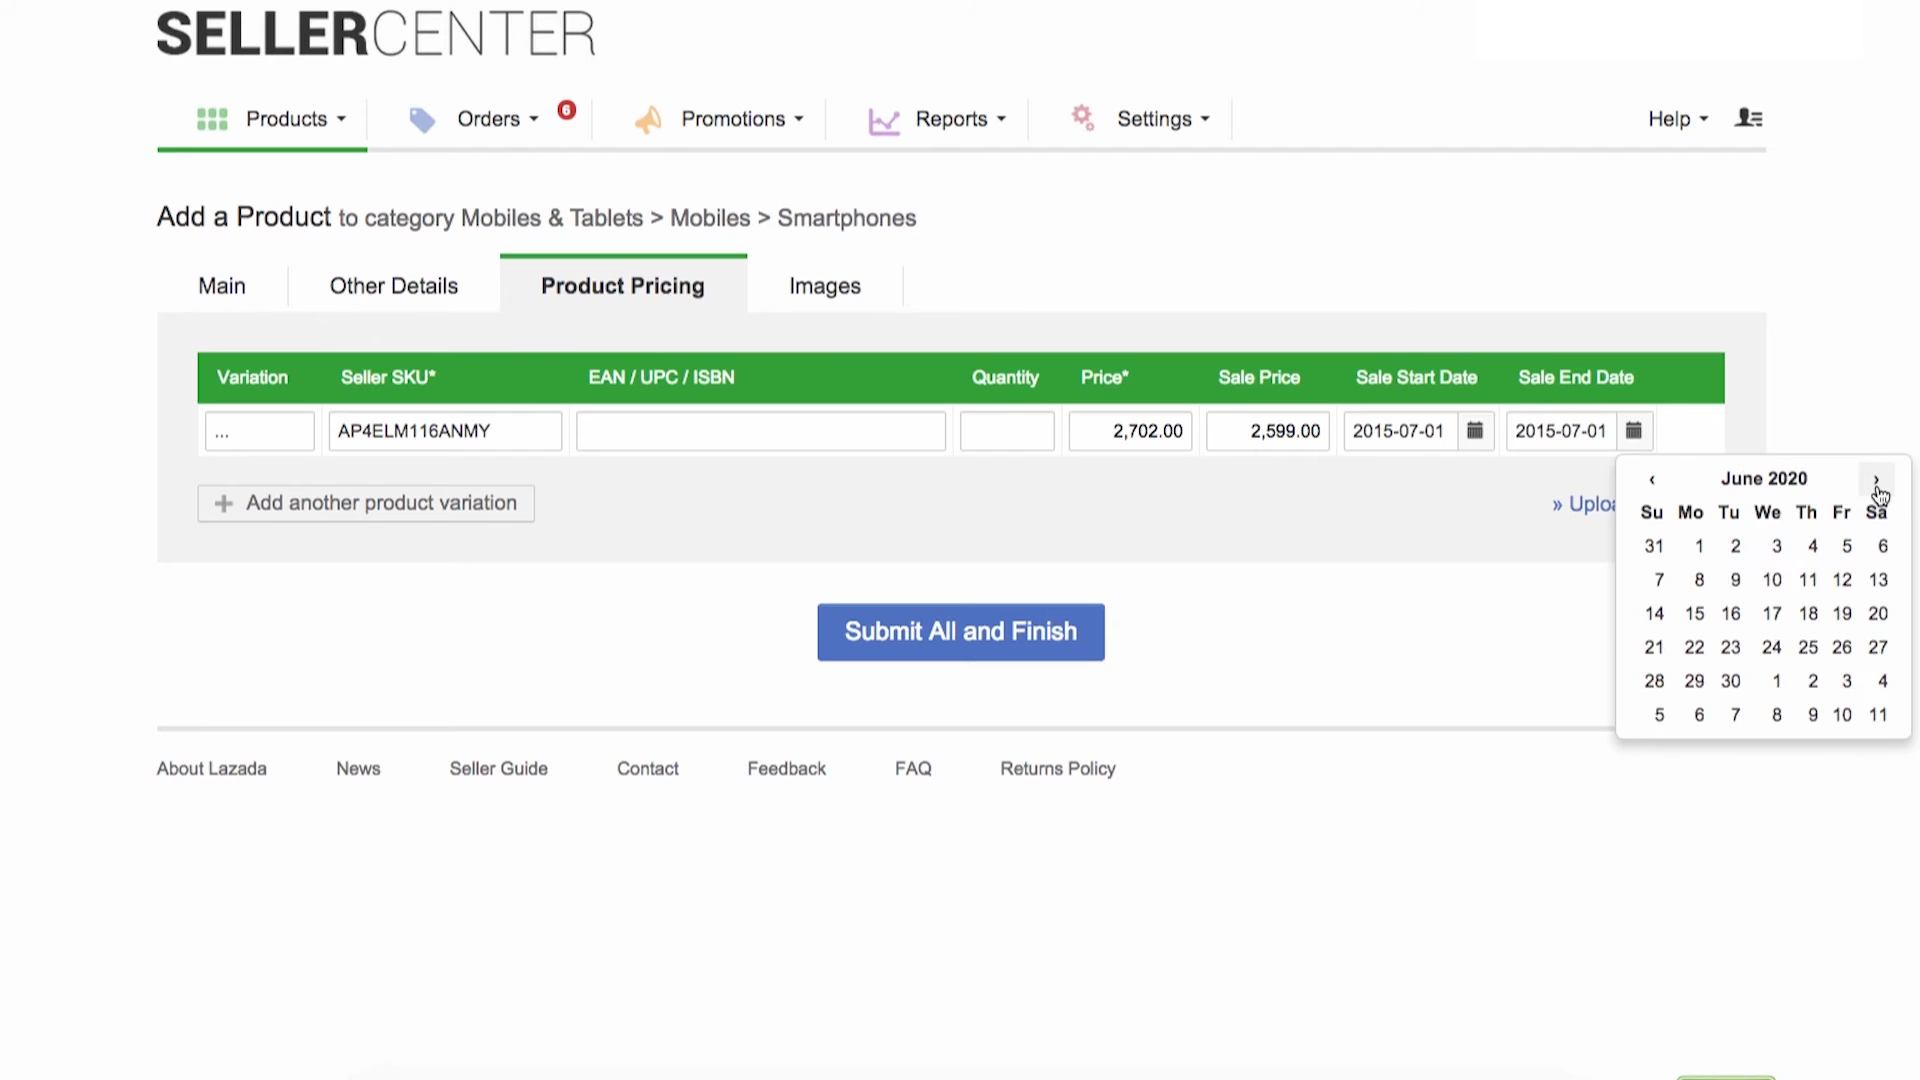 SELLERCENTER
Products Orders 6 Promotions Reports Settings Help
Add a Product to category Mobiles & Tablets > Mobiles > Smartphones
Main Other Details Product Pricing Images
Variation Seller SKU* EAN / UPC / ISBN Quantity Price* Sale Price Sale Start Date Sale End Date
... AP4ELM116ANMY 2,702.00 2,599.00 2015-07-01 2015-07-01
+ Add another product variation
»
‹ June 2020 ›
Su Mo Tu We Th Fr Sa
31 1 2 3 4 5 6
7 8 9 10 11 12 13
14 15 16 17 18 19 20
21 22 23 24 25 26 27
28 29 30 1 2 3 4
5 6 7 8 9 10 11
Submit All and Finish
About Lazada News Seller Guide Contact Feedback FAQ Returns Policy